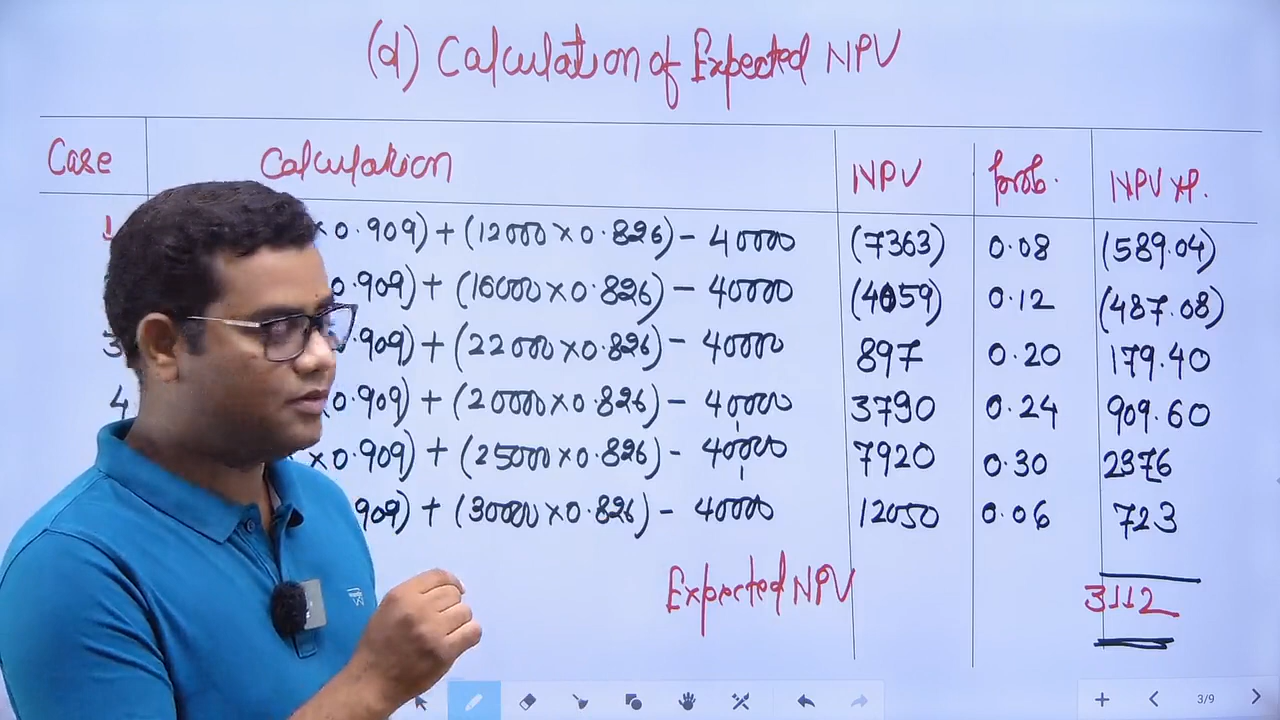 (d) Calculation of Expected NPV
Case Calculation NPV Prob. NPV XP.
1 x 0.909) + (12000 x 0.826) - 40000 (7363) 0.08 (589.04)
0.909) + (16000 x 0.826) - 40000 (4059) 0.12 (487.08)
3 .909) + (22000 x 0.826) - 40000 897 0.20 179.40
4 0.909) + (20000 x 0.826) - 40000 3790 0.24 909.60
x 0.909) + (25000 x 0.826) - 40000 7920 0.30 2376
909) + (30000 x 0.826) - 40000 12050 0.06 723
Expected NPV 3112
3/9